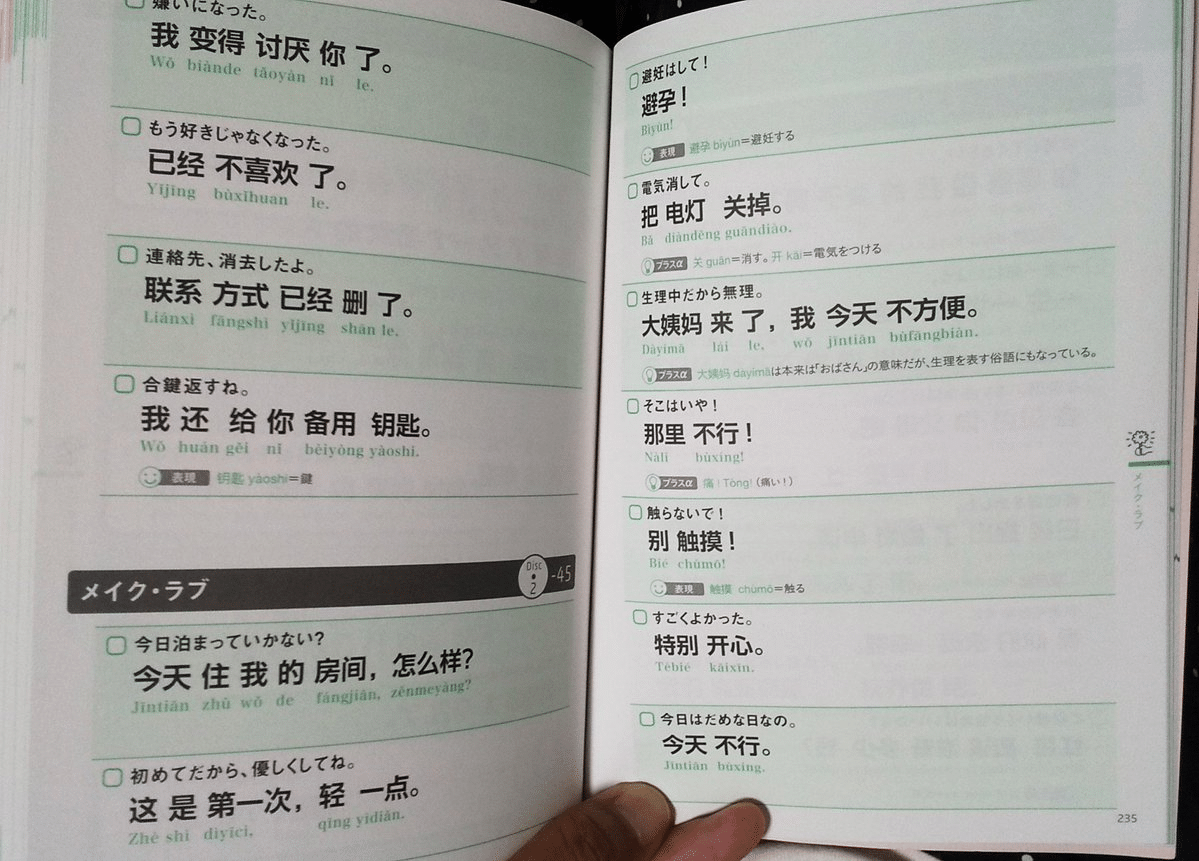 嫌いになった。
我 变得 讨厌 你 了。
Wǒ biànde tǎoyàn nǐ le.
もう好きじゃなくなった。
已经 不喜欢 了。
Yǐjīng bùxǐhuan le.
連絡先、消去したよ。
联系 方式 已经 删 了。
Liánxì fāngshì yǐjīng shān le.
合鍵返すね。
我 还 给 你 备用 钥匙。
Wǒ huán gěi nǐ bèiyòng yàoshi.
表現 钥匙 yàoshi＝鍵
メイク・ラブ Disc 2 -45
今日泊まっていかない?
今天 住 我 的 房间，怎么样?
Jīntiān zhù wǒ de fángjiān, zěnmeyàng?
初めてだから、優しくしてね。
这 是 第一次，轻 一点。
Zhè shì dìyīcì, qīng yìdiǎn.
避妊はして！
避孕！
Bìyùn!
表現 避孕 bìyùn＝避妊する
電気消して。
把 电灯 关掉。
Bǎ diàndēng guāndiào.
プラスα 关 guān＝消す。开 kāi＝電気をつける
生理中だから無理。
大姨妈 来 了，我 今天 不方便。
Dàyímā lái le, wǒ jīntiān bùfāngbiàn.
プラスα 大姨妈 dàyímāは本来は「おばさん」の意味だが、生理を表す俗語にもなっている。
そこはいや！
那里 不行！
Nàlǐ bùxíng!
プラスα 痛！Tòng!（痛い！）
触らないで！
别 触摸！
Bié chùmō!
表現 触摸 chùmō＝触る
すごくよかった。
特别 开心。
Tèbié kāixīn.
今日はだめな日なの。
今天 不行。
Jīntiān bùxíng.
メイク・ラブ
235